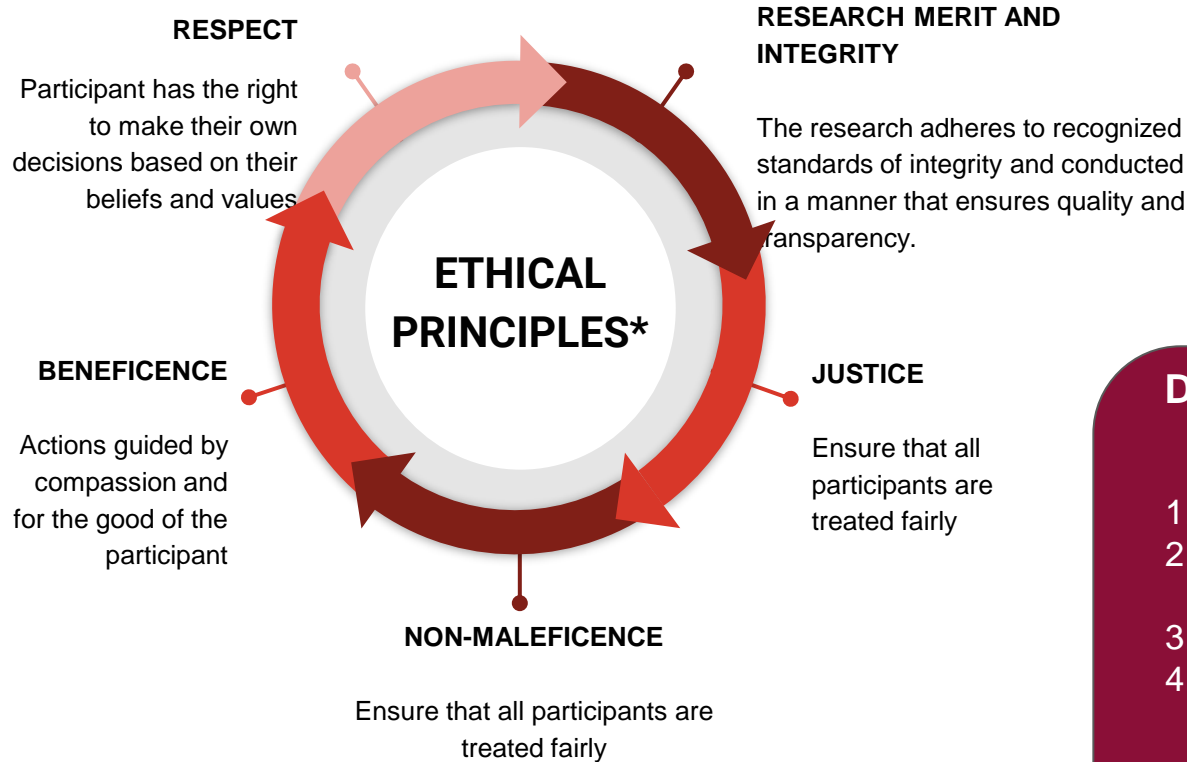 RESPECT
Participant has the right
to make their own
decisions based on their
beliefs and values
RESEARCH MERIT AND
INTEGRITY
The research adheres to recognized
standards of integrity and conducted
in a manner that ensures quality and
transparency.
ETHICAL
PRINCIPLES*
BENEFICENCE
Actions guided by
compassion and
for the good of the
participant
JUSTICE
Ensure that all
participants are
treated fairly
NON-MALEFICENCE
Ensure that all participants are
treated fairly
D
1
2
3
4